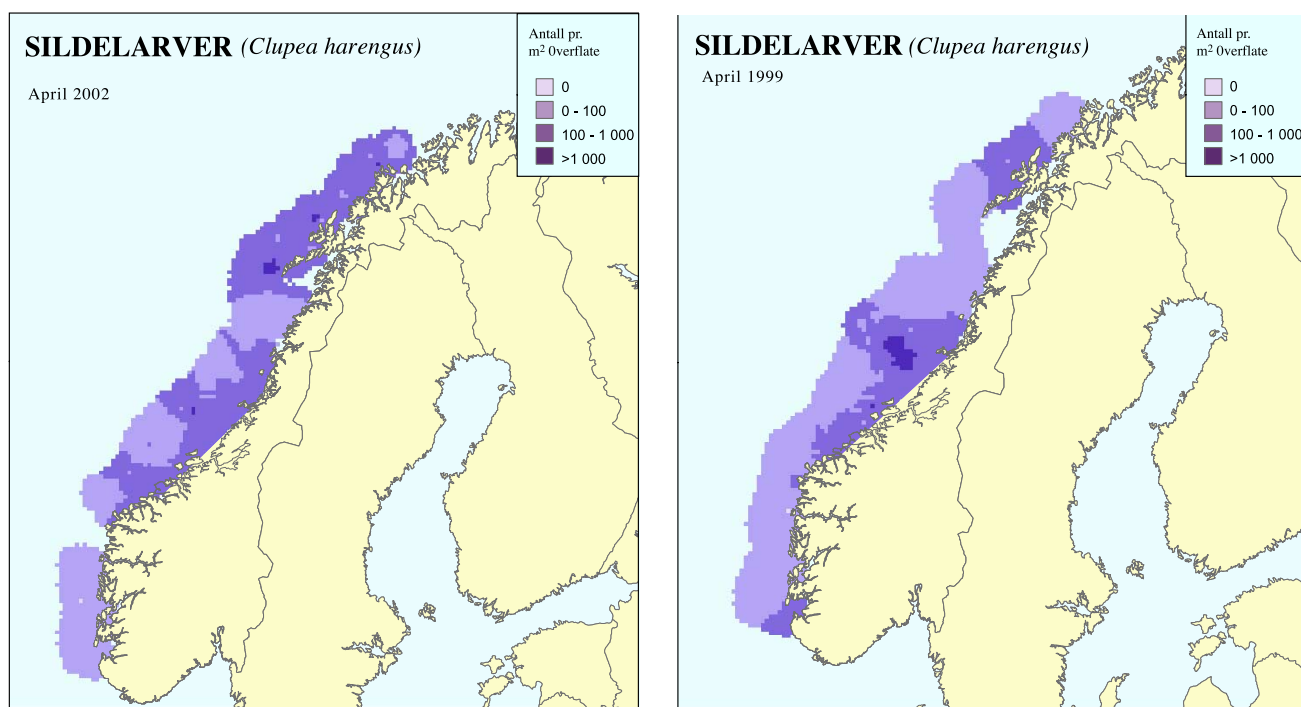 SILDELARVER (Clupea harengus)
April 2002
Antall pr.
m² 0verflate
0
0 - 100
100 - 1 000
>1 000
SILDELARVER (Clupea harengus)
April 1999
Antall pr.
m² 0verflate
0
0 - 100
100 - 1 000
>1 000